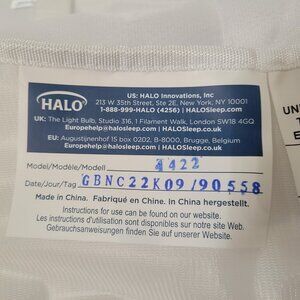 HALO
US: HALO Innovations, Inc
213 W 35th Street, Ste 2E, New York, NY 10001
1-888-999-HALO (4256) | HALOSleep.com
UK: The Light Bulb, Studio 316, 1 Filament Walk, London SW18 4GQ
Europehelp@halosleep.com | HALOSleep.co.uk
EU: Augustijnenhof 15 box 0202, B-8000, Brugge, Belgium
Europehelp@halosleep.com | HALOSleep.co.uk
Model/Modèle/Modell 4422
Date/Jour/Tag GBNC22K09/90558
Made in China. Fabriqué en Chine. In China hergestellt.
Instructions for use can be found on our website.
Instructions d'utilisation sont disponibles sur notre site Web.
Gebrauchsanweisungen finden Sie auf unserer Website.
UN